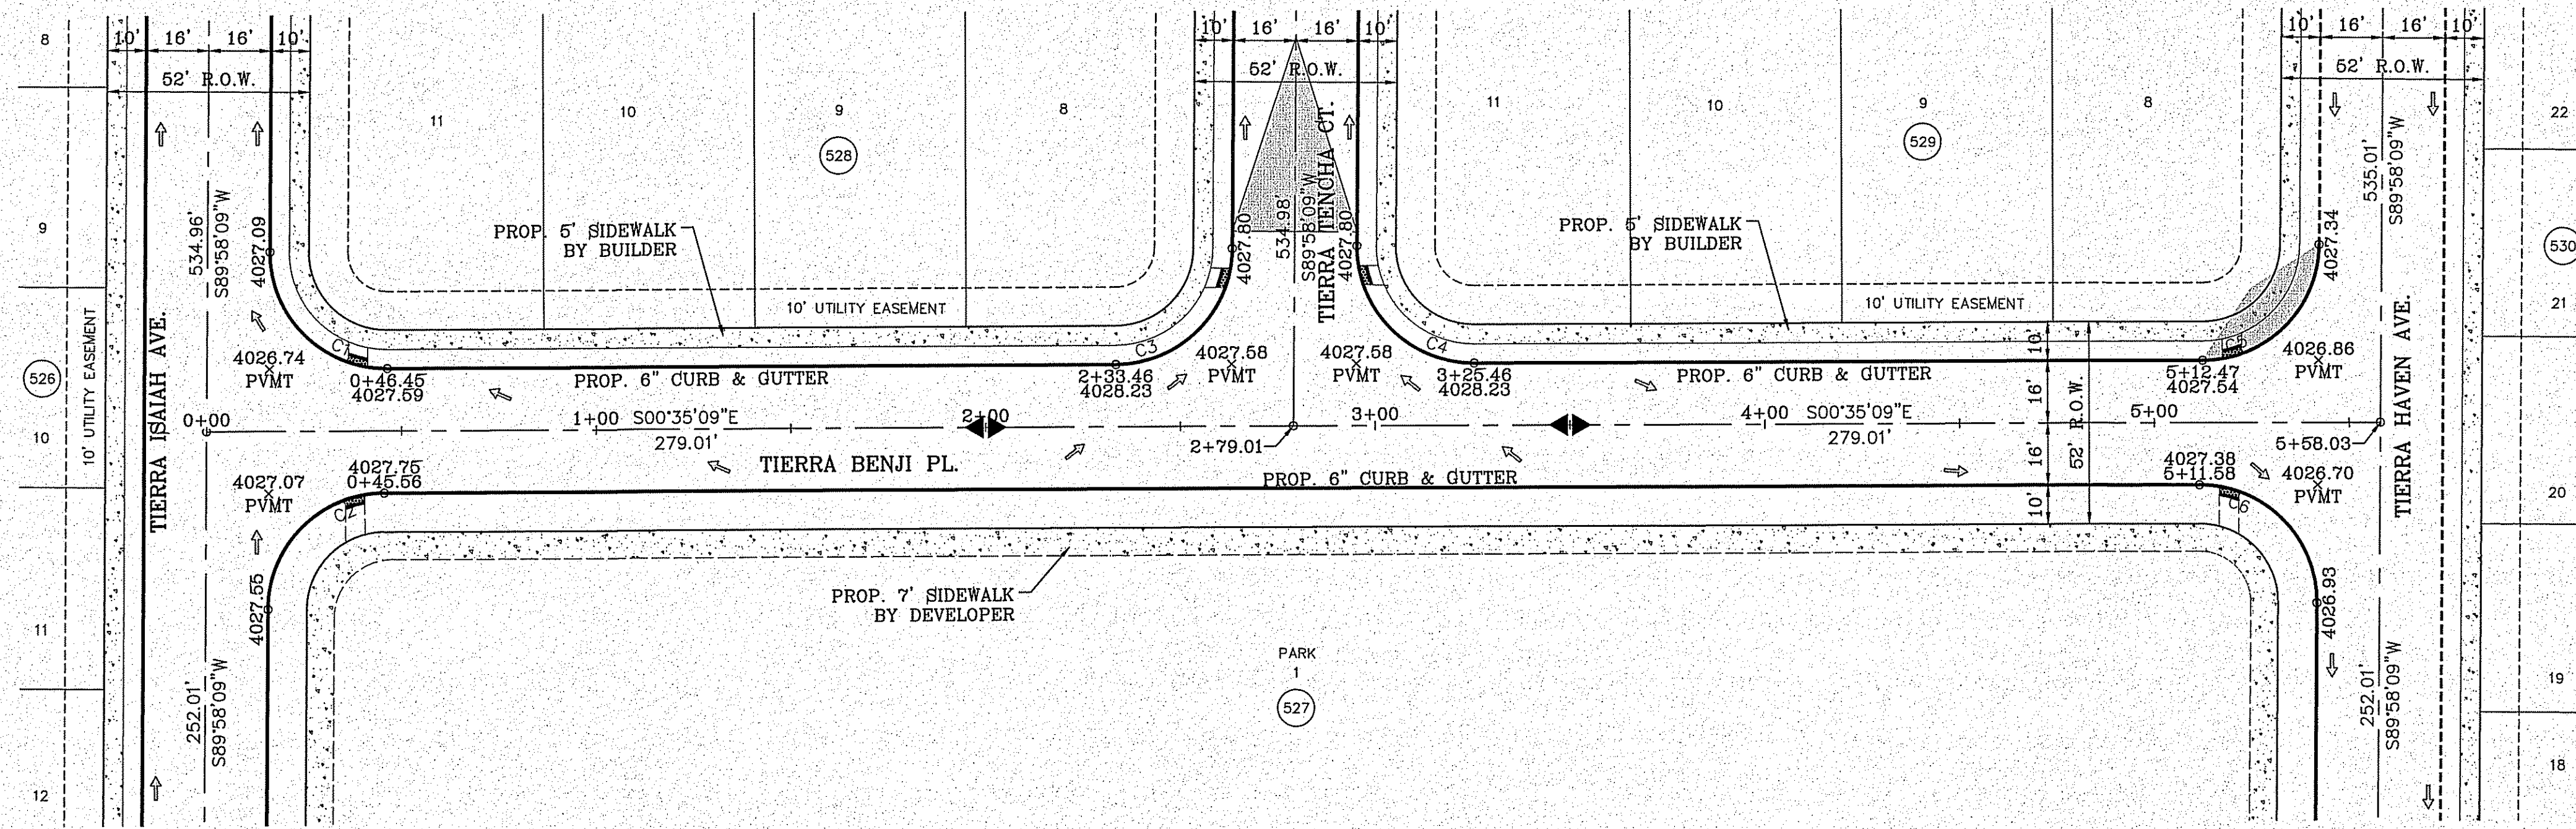 8
10'
16'
16'
10'
52' R.O.W.
10'
16'
16'
10'
52' R.O.W.
10'
16'
16'
10'
52' R.O.W.
11
10
9
8
528
11
10
9
8
529
22
9
534.96'
S89°58'09"W
4027.09
PROP. 5' SIDEWALK
BY BUILDER
4027.80
534.98'
S89°58'09"W
TIERRA TENCHA CT.
4027.80
PROP. 5' SIDEWALK
BY BUILDER
4027.34
535.01'
S89°58'09"W
530
10' UTILITY EASEMENT
10' UTILITY EASEMENT
10' UTILITY EASEMENT
21
TIERRA ISAIAH AVE.
TIERRA HAVEN AVE.
526
C1
4026.74
PVMT
0+46.45
4027.59
PROP. 6" CURB & GUTTER
2+33.46
4028.23
C3
4027.58
PVMT
4027.58
PVMT
C4
3+25.46
4028.23
PROP. 6" CURB & GUTTER
10'
16'
52' R.O.W.
16'
10'
5+12.47
4027.54
C5
4026.86
PVMT
10
0+00
1+00
S00°35'09"E
279.01'
2+00
2+79.01
3+00
4+00
S00°35'09"E
279.01'
5+00
5+58.03
TIERRA BENJI PL.
PROP. 6" CURB & GUTTER
4027.07
PVMT
4027.75
0+45.56
C2
4027.38
5+11.58
4026.70
PVMT
C6
20
4027.55
PROP. 7' SIDEWALK
BY DEVELOPER
4026.93
11
252.01'
S89°58'09"W
PARK
1
527
252.01'
S89°58'09"W
19
12
18